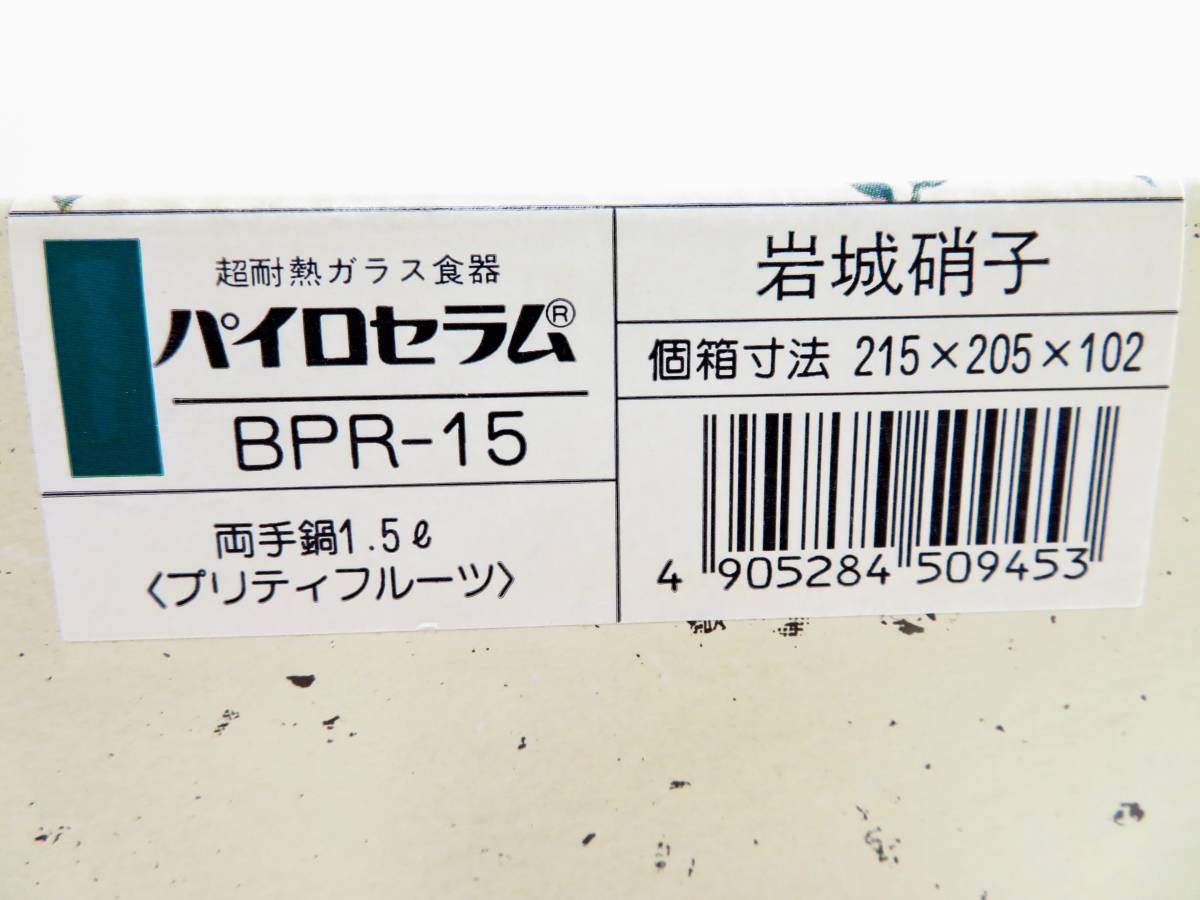 超耐熱ガラス食器
パイロセラム®
BPR-15
両手鍋1.5ℓ
〈プリティフルーツ〉
岩城硝子
個箱寸法 215×205×102
4 905284 509453